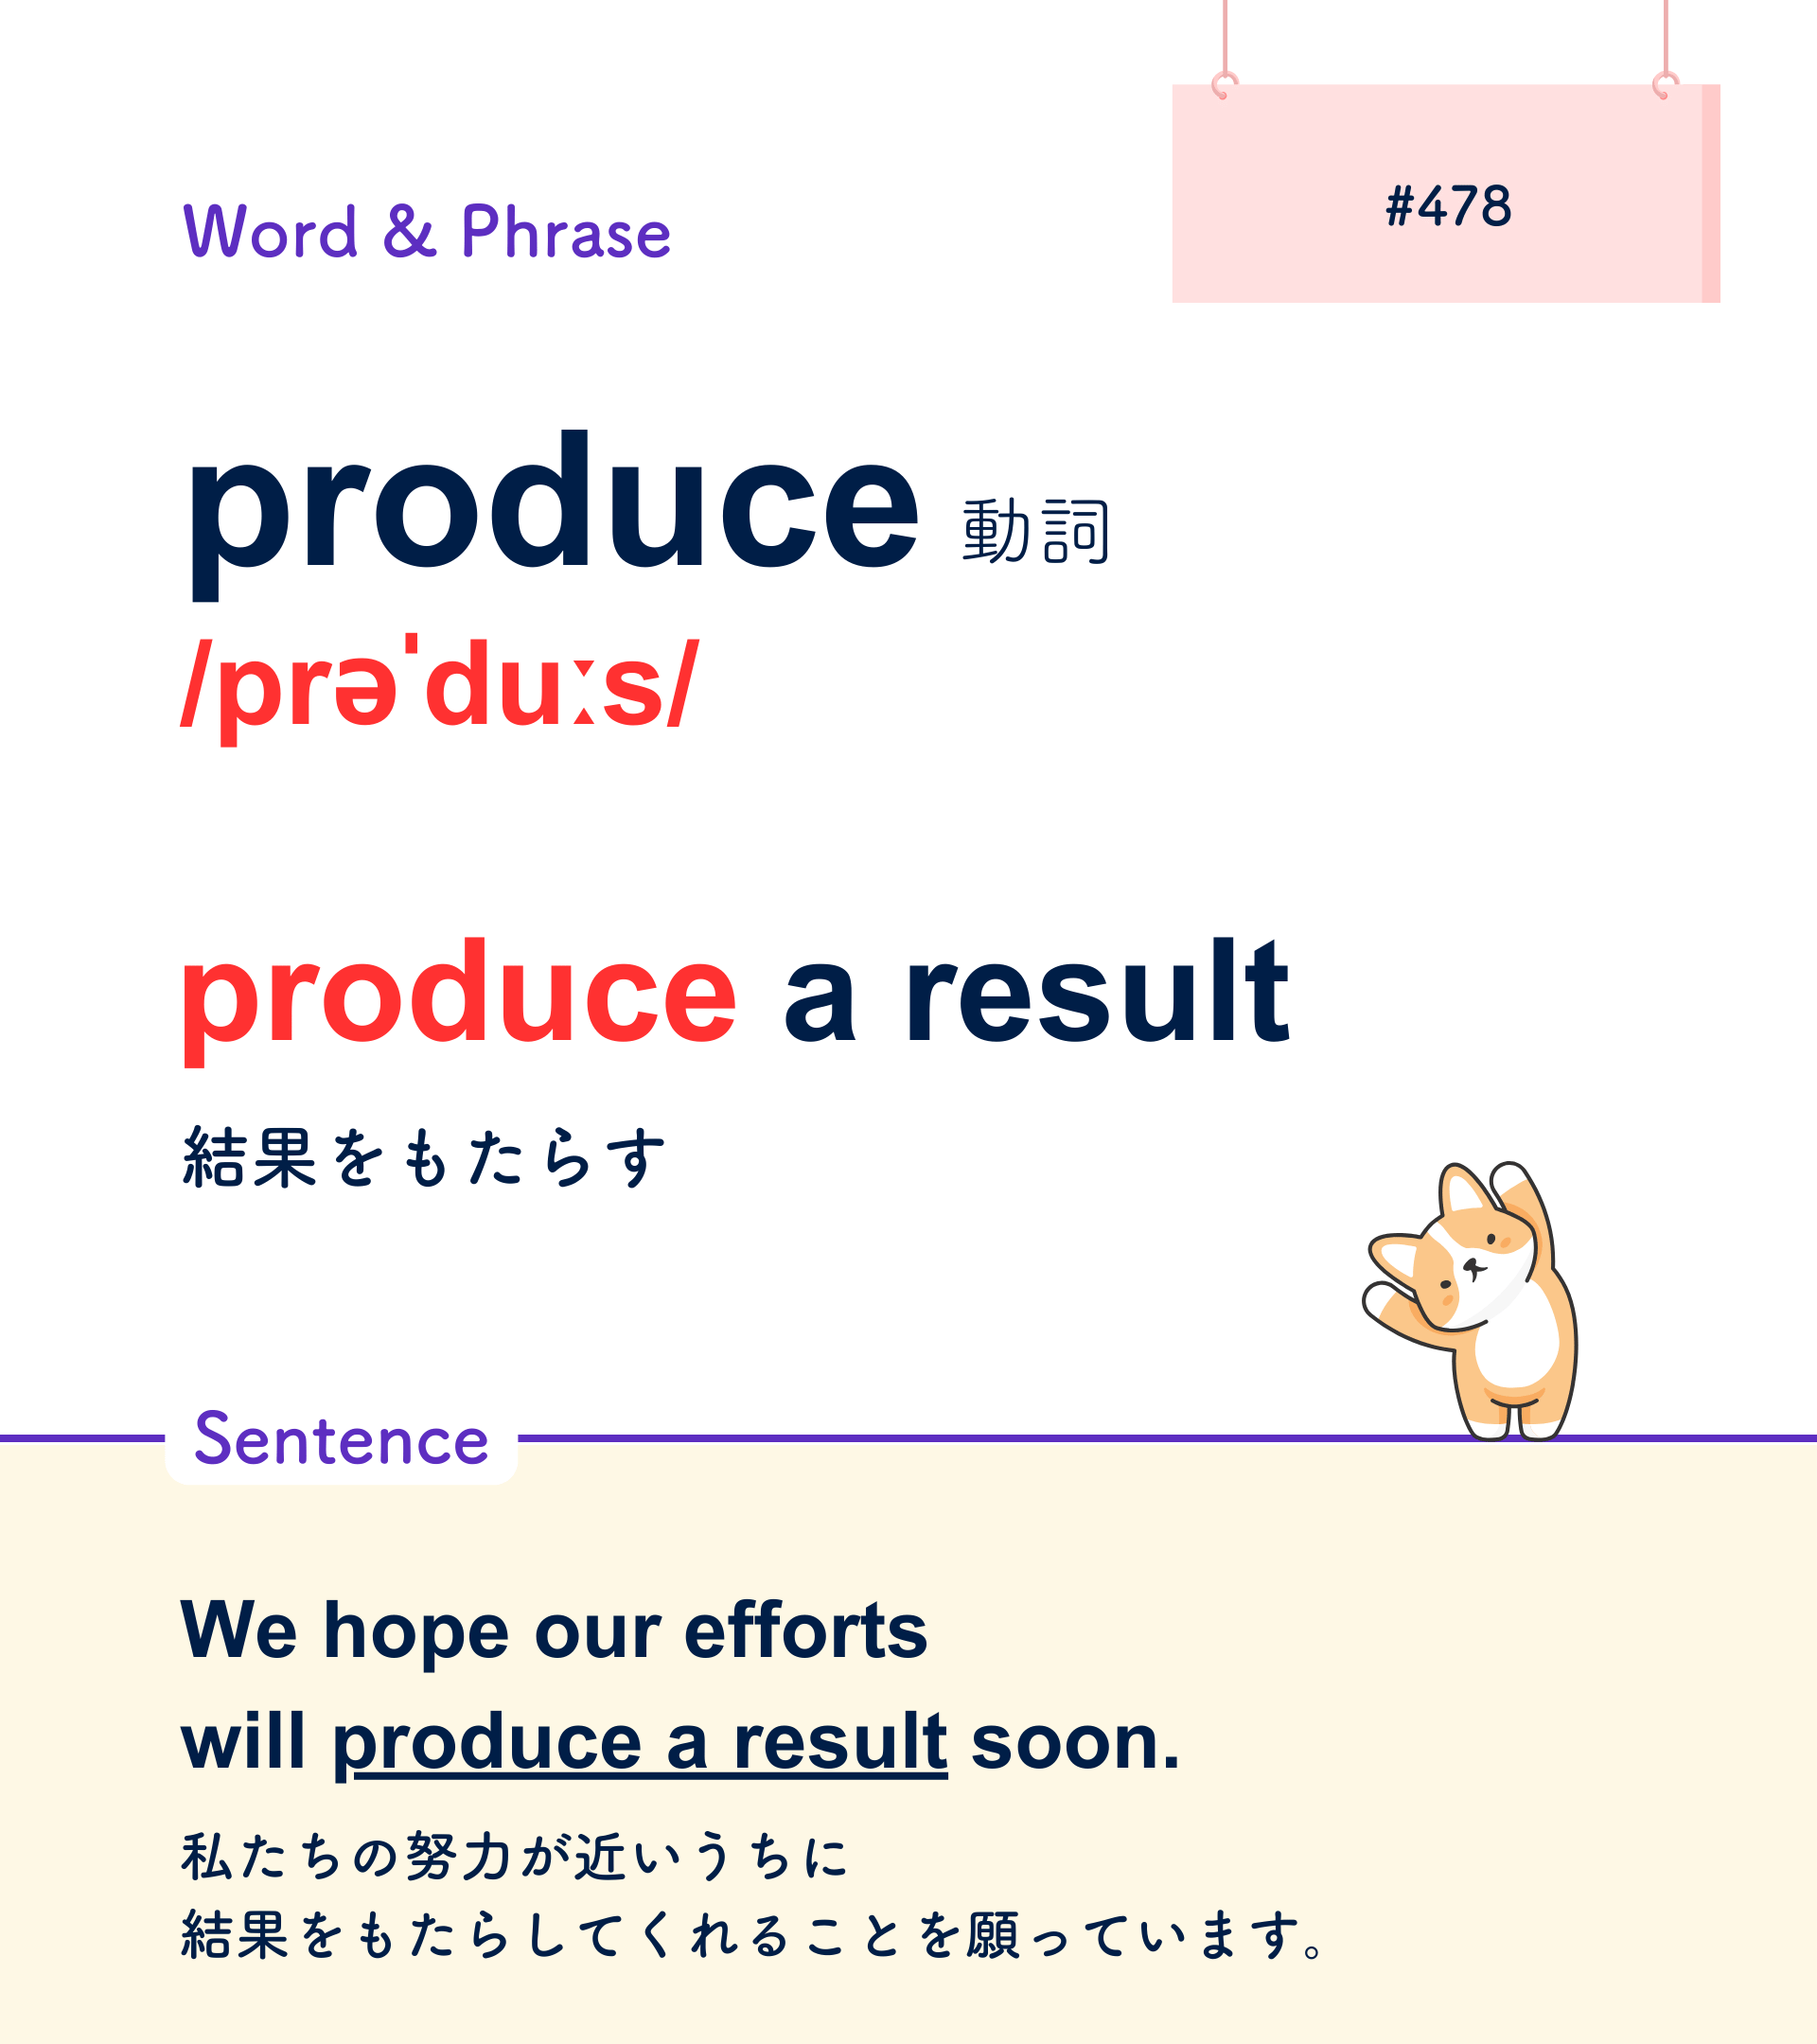 #478
Word & Phrase
produce 動詞
/prəˈduːs/
produce a result
結果をもたらす
Sentence
We hope our efforts
will produce a result soon.
私たちの努力が近いうちに
結果をもたらしてくれることを願っています。